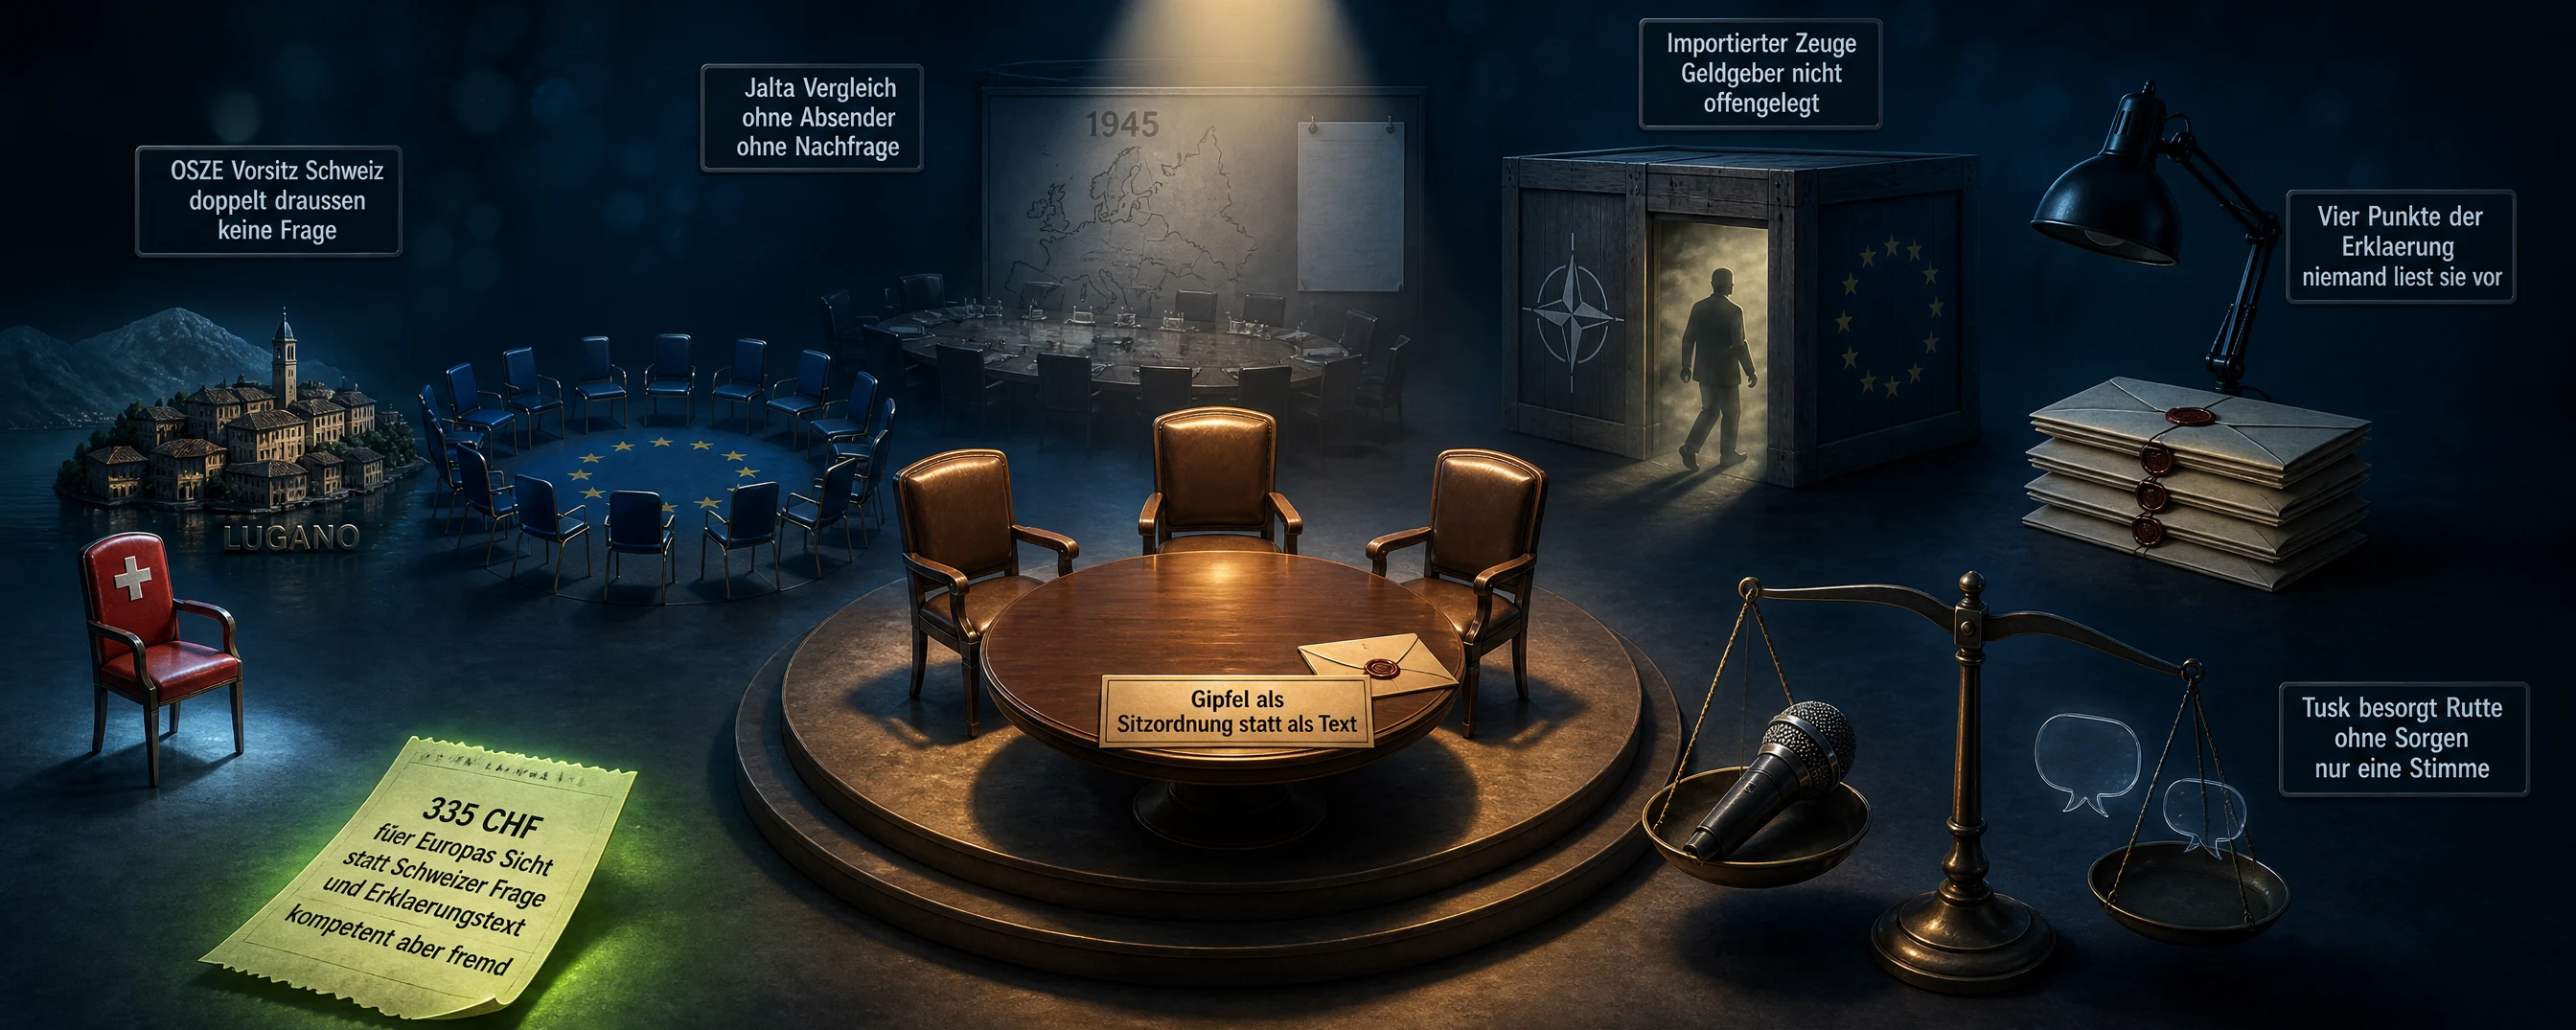 OSZE Vorsitz Schweiz
doppelt draussen
keine Frage
Jalta Vergleich
ohne Absender
ohne Nachfrage
1945
Importierter Zeuge
Geldgeber nicht
offengelegt
Vier Punkte der
Erklaerung
niemand liest sie vor
LUGANO
Gipfel als
Sitzordnung statt als Text
335 CHF
füer Europas Sicht
statt Schweizer Frage
und Erklaerungstext
kompetent aber fremd
Tusk besorgt Rutte
ohne Sorgen
nur eine Stimme